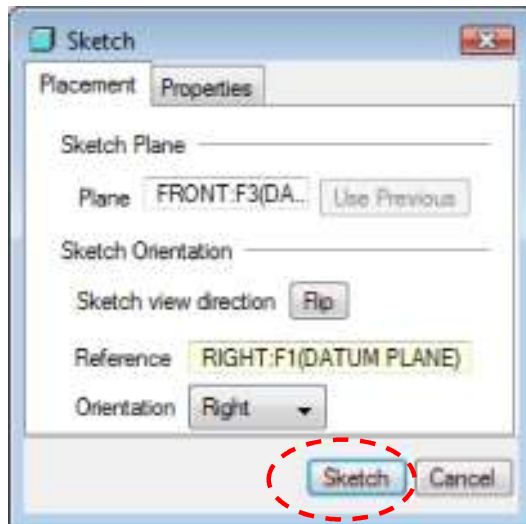 Sketch
Placement Properties
Sketch Plane
Plane FRONT:F3(DA.. Use Previous
Sketch Orientation
Sketch view direction Flip
Reference RIGHT:F1(DATUM PLANE)
Orientation Right
Sketch Cancel